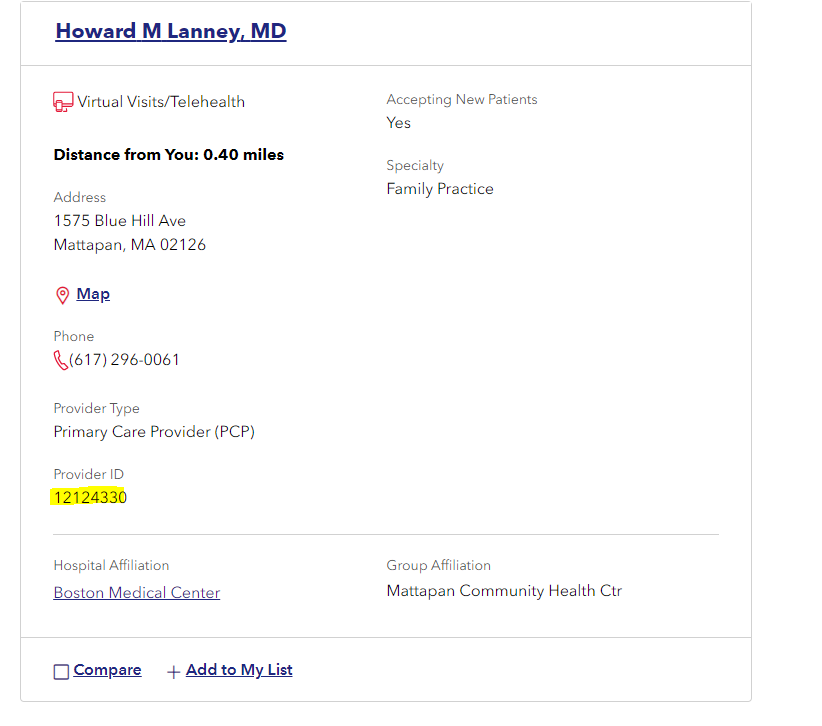 Howard M Lanney, MD
Virtual Visits/Telehealth
Distance from You: 0.40 miles
Address
1575 Blue Hill Ave
Mattapan, MA 02126
Map
Phone
(617) 296-0061
Provider Type
Primary Care Provider (PCP)
Provider ID
12124330
Accepting New Patients
Yes
Specialty
Family Practice
Hospital Affiliation
Boston Medical Center
Group Affiliation
Mattapan Community Health Ctr
Compare
+ Add to My List